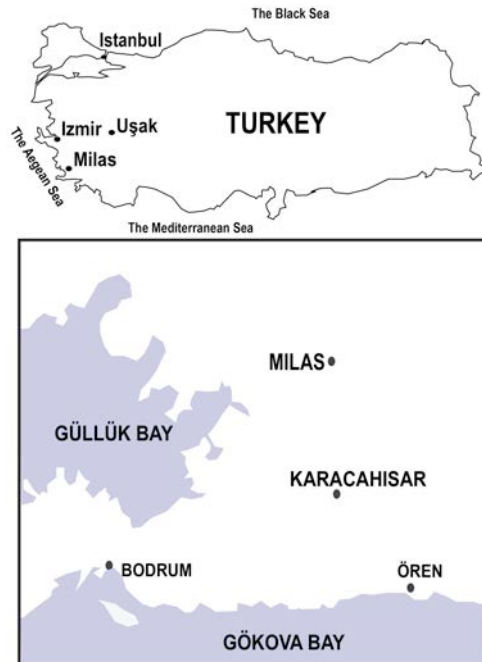 The Black Sea
Istanbul
Izmir
Uşak
TURKEY
Milas
The Aegean Sea
The Mediterranean Sea
MILAS
GÜLLÜK BAY
KARACAHISAR
BODRUM
ÖREN
GÖKOVA BAY